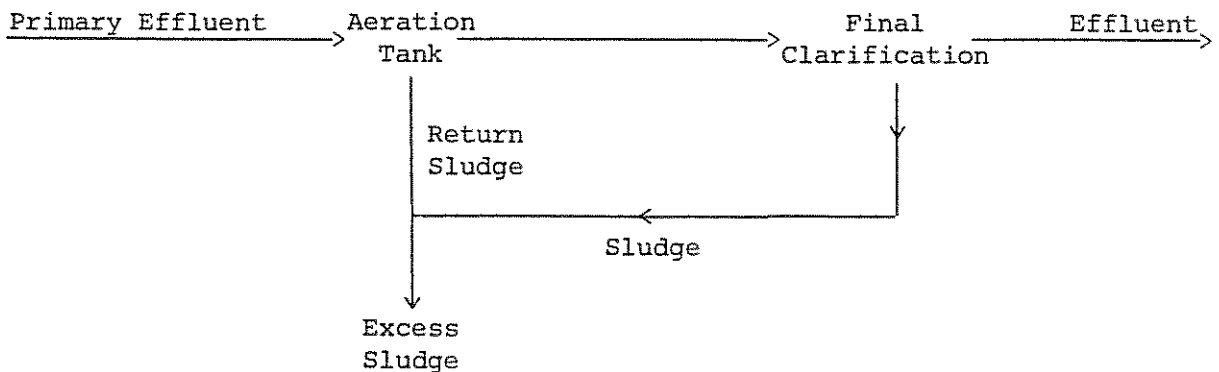 Primary Effluent
Aeration
Tank
Final
Clarification
Effluent
Return
Sludge
Sludge
Excess
Sludge